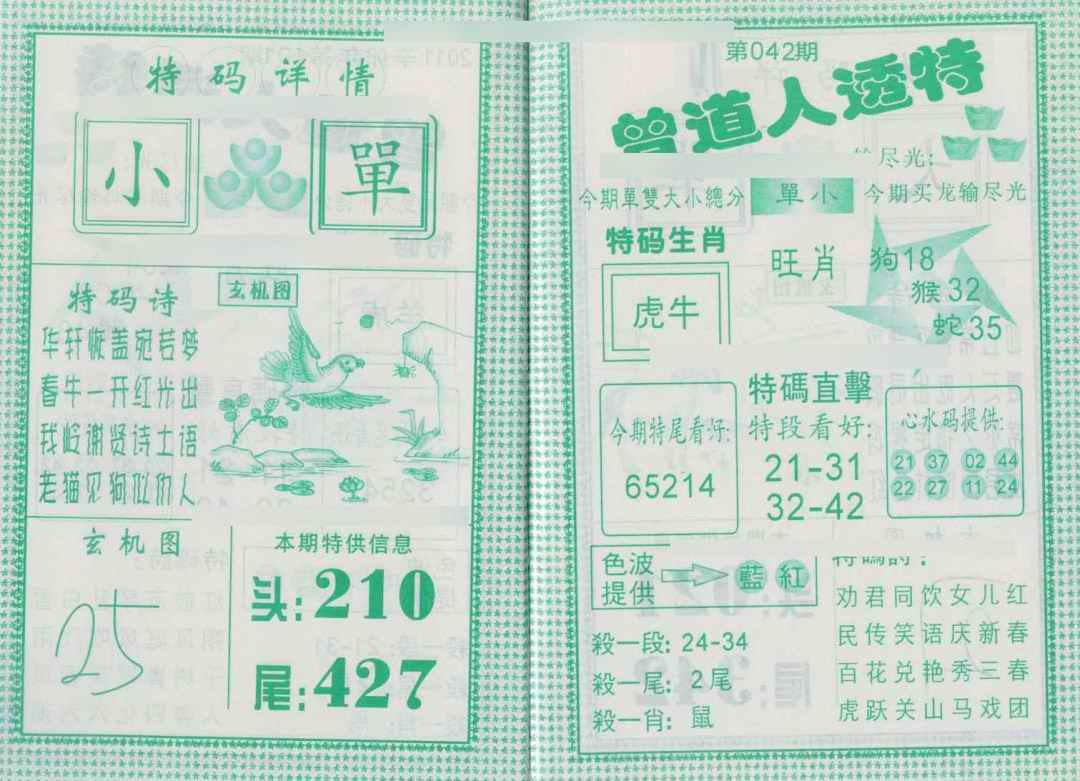 特码详情
小 單
特码诗
玄机图
华轩悦盖宛若梦
春牛一开红光出
我岐谢贤诗士语
老猫见狗似仇人
玄机图
25
本期特供信息
头:210
尾:427
第042期
曾道人透特
尽光:
今期單雙大小總分 單小 今期买龙输尽光
特码生肖
虎牛
旺肖
狗18
猴32
蛇35
今期特尾看好:
65214
特碼直擊
特段看好:
21-31
32-42
心水码提供:
21 37 02 44
22 27 11 24
色波
提供
藍 紅
殺一段: 24-34
殺一尾: 2尾
殺一肖: 鼠
特碼詩:
劝君同饮女儿红
民传笑语庆新春
百花兑艳秀三春
虎跃关山马戏团